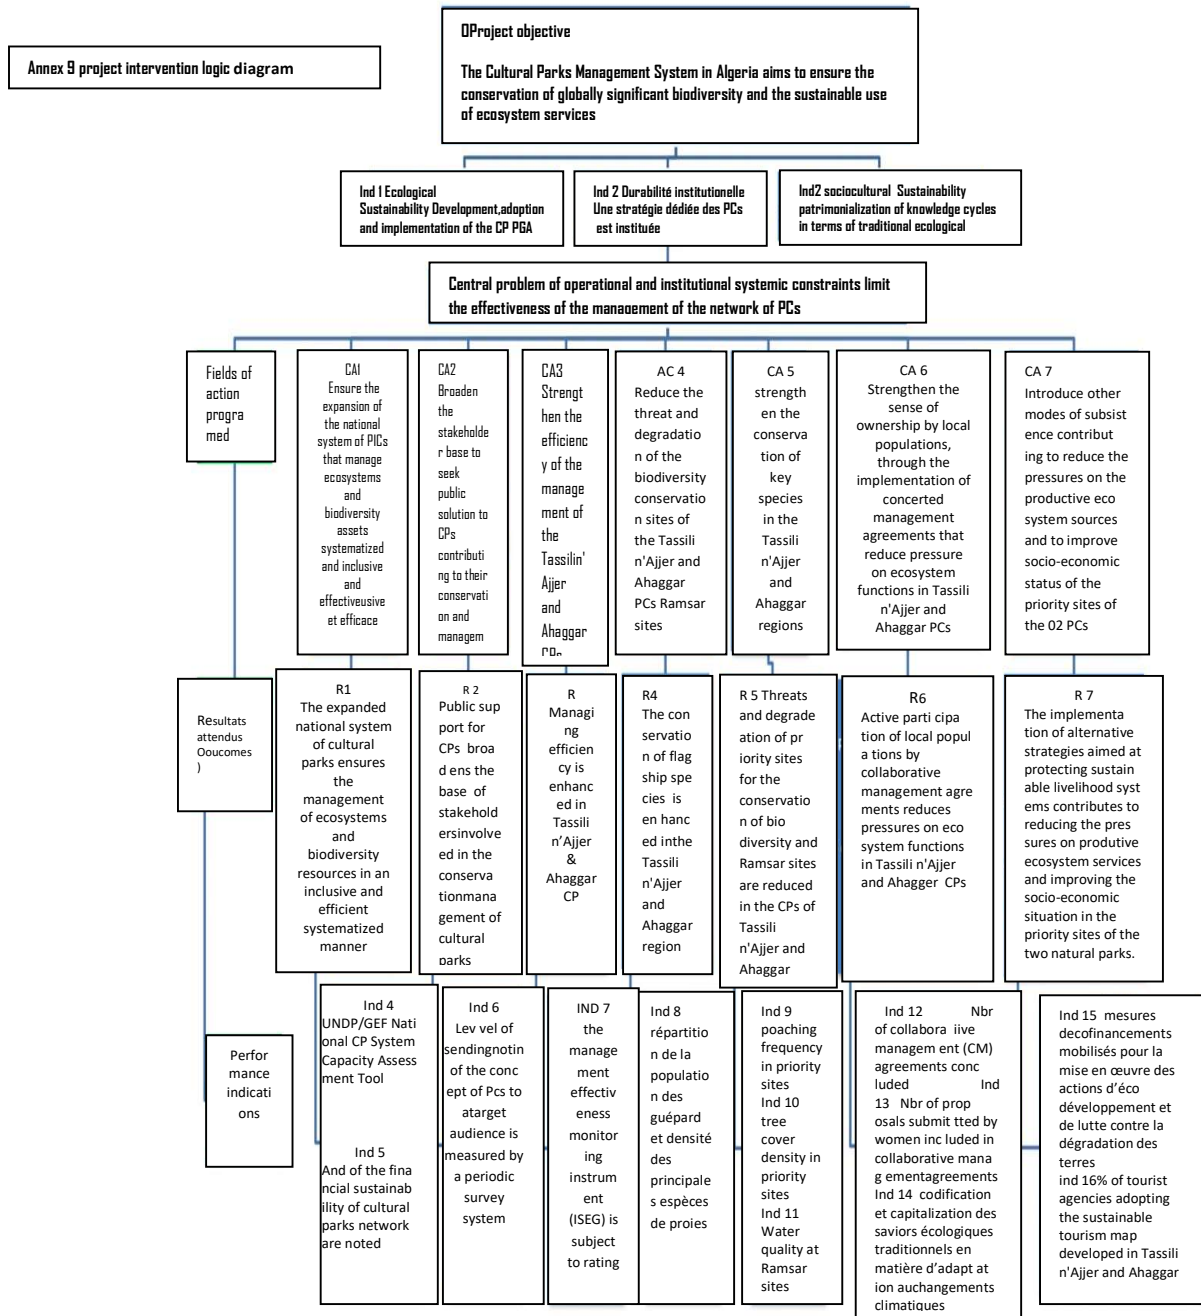 Annex 9 project intervention logic diagram
OProject objective
The Cultural Parks Management System in Algeria aims to ensure the
conservation of globally significant biodiversity and the sustainable use
of ecosystem services
Ind 1 Ecological
Sustainability Development,adoption
and implementation of the CP PGA
Ind 2 Durabilité institutionelle
Une stratégie dédiée des PCs
est instituée
Ind2 sociocultural Sustainability
patrimonialization of knowledge cycles
in terms of traditional ecological
Central problem of operational and institutional systemic constraints limit
the effectiveness of the manaoement of the network of PCs
Fields of
action
progra
med
CA1
Ensure the
expansion of
the national
system of PICs
that manage
ecosystems
and
biodiversity
assets
systematized
and inclusive
and
effectiveusive
et efficace
CA2
Broaden
the
stakeholde
r base to
seek
public
solution to
CPs
contributi
ng to their
conservati
on and
managem
CA3
Strengt
hen the
efficienc
y of the
manage
ment of
the
Tassilin'
Ajjer
and
Ahaggar
CPs
AC 4
Reduce the
threat and
degradatio
n of the
biodiversity
conservatio
n sites of
the Tassili
n'Ajjer and
Ahaggar
PCs Ramsar
sites
CA 5
strength
en the
conserva
tion of
key
species
in the
Tassili
n'Ajjer
and
Ahaggar
regions
CA 6
Strengthen the
sense of
ownership by local
populations,
through the
implementation of
concerted
management
agreements that
reduce pressure
on ecosystem
functions in Tassili
n'Ajjer and
Ahaggar PCs
CA 7
Introduce other
modes of subsist
ence contribut
ing to reduce the
pressures on the
productive eco
system sources
and to improve
socio-economic
status of the
priority sites of
the 02 PCs
Resultats
attendus
Ooucomes
)
R1
The expanded
national system
of cultural
parks ensures
the
management
of ecosystems
and
biodiversity
resources in an
inclusive and
efficient
systematized
manner
R 2
Public sup
port for
CPs broa
d ens the
base of
stakehold
ersinvolv
ed in the
conserva
tionmana
gement of
cultural
parks
R
Managi
ng
efficien
cy is
enhanc
ed in
Tassili
n'Ajjer
&
Ahaggar
CP
R4
The con
servatio
n of flag
ship spe
cies is
en hanc
ed inthe
Tassili
n'Ajjer
and
Ahaggar
region
R 5 Threats
and degrade
ation of pr
iority sites
for the
conservatio
n of bio
diversity and
Ramsar sites
are reduced
in the CPs of
Tassili
n'Ajjer and
Ahaggar
R6
Active parti cipa
tion of local popul
a tions by
collaborative
management agre
ments reduces
pressures on eco
system functions
in Tassili n'Ajjer
and Ahagger CPs
R 7
The implementa
tion of alternative
strategies aimed at
protecting sustain
able livelihood syst
ems contributes to
reducing the pres
sures on produtive
ecosystem services
and improving the
socio-economic
situation in the
priority sites of the
two natural parks.
Perfor
mance
indicati
ons
Ind 4
UNDP/GEF Nati
onal CP System
Capacity Assess
ment Tool
Ind 5
And of the fina
ncial sustainab
ility of cultural
parks network
are noted
Ind 6
Lev vel of
sendingnotin
of the conc
ept of Pcs to
atarget
audience is
measured by
a periodic
survey
system
IND 7
the
manage
ment
effectiv
eness
monitor
ing
instrum
ent
(ISEG) is
subject
to rating
Ind 8
répartitio
n de la
populatio
n des
guépard
et densité
des
principale
s espèces
de proies
Ind 9
poaching
frequency
in priority
sites
Ind 10
tree
cover
density in
priority
sites
Ind 11
Water
quality at
Ramsar
sites
Ind 12 Nbr
of collabora iive
managem ent (CM)
agreements conc
luded Ind
13 Nbr of prop
osals submit tted by
women inc luded in
collaborative mana
g ementagreements
Ind 14 codification
et capitalization des
saviors écologiques
traditionnels en
matière d'adapt at
ion auchangements
climatiques
Ind 15 mesures
decofinancements
mobilisés pour la
mise en œuvre des
actions d'éco
développement et
de lutte contre la
dégradation des
terres
ind 16% of tourist
agencies adopting
the sustainable
tourism map
developed in Tassili
n'Ajjer and Ahaggar